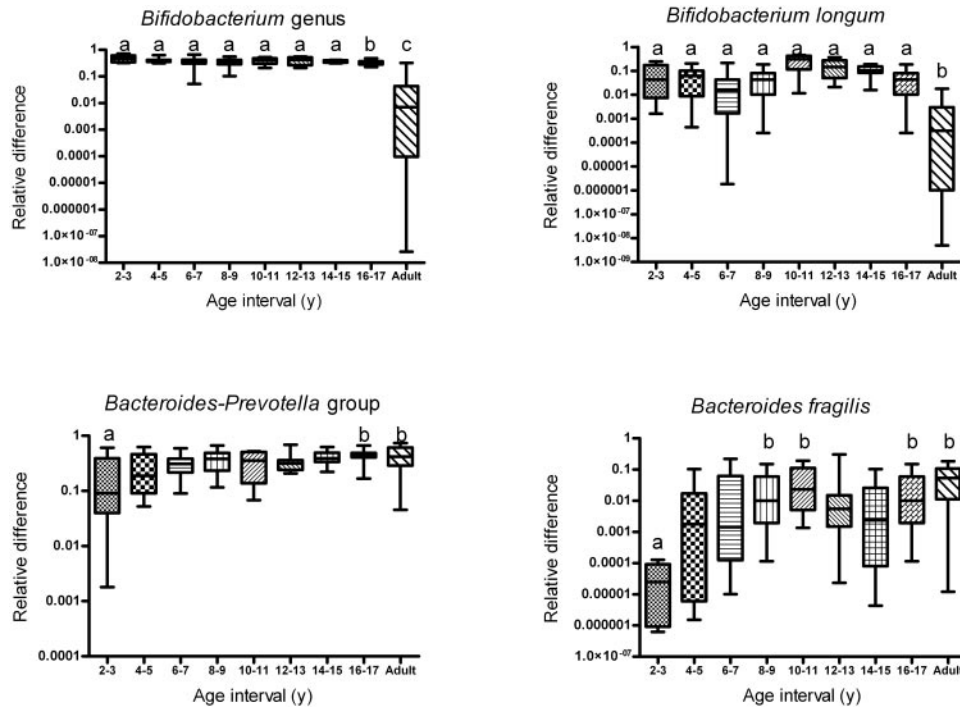 Bifidobacterium genus
a a a a a a a b c
Relative difference
1
0.1
0.01
0.001
0.0001
0.00001
0.000001
1.0×10⁻⁰⁷
1.0×10⁻⁰⁸
2-3 4-5 6-7 8-9 10-11 12-13 14-15 16-17 Adult
Age interval (y)
Bifidobacterium longum
a a a a a a a a b
Relative difference
1
0.1
0.01
0.001
0.0001
0.00001
0.000001
1.0×10⁻⁰⁷
1.0×10⁻⁰⁸
1.0×10⁻⁰⁹
2-3 4-5 6-7 8-9 10-11 12-13 14-15 16-17 Adult
Age interval (y)
Bacteroides-Prevotella group
a b b
Relative difference
1
0.1
0.01
0.001
0.0001
2-3 4-5 6-7 8-9 10-11 12-13 14-15 16-17 Adult
Age interval (y)
Bacteroides fragilis
b b b b
a
Relative difference
1
0.1
0.01
0.001
0.0001
0.00001
0.000001
1.0×10⁻⁰⁷
2-3 4-5 6-7 8-9 10-11 12-13 14-15 16-17 Adult
Age interval (y)